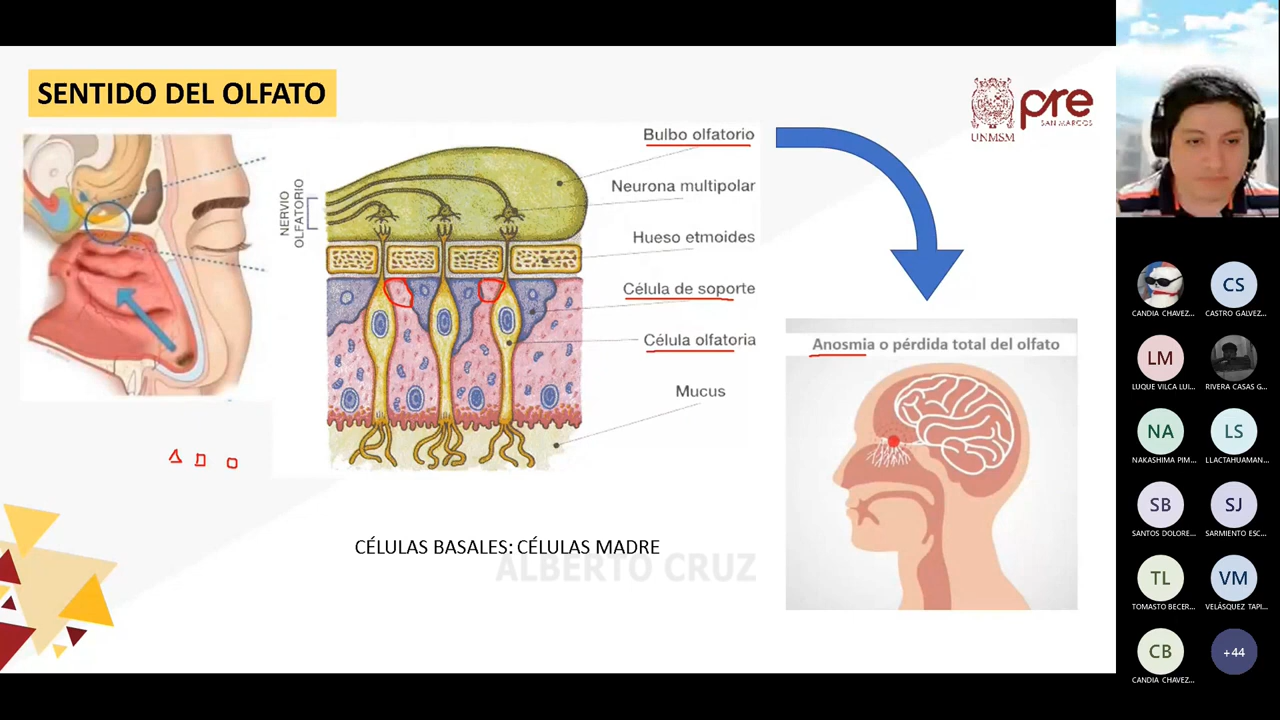 SENTIDO DEL OLFATO
UNMSM
pre
SAN MARCOS
NERVIO
OLFATORIO
Bulbo olfatorio
Neurona multipolar
Hueso etmoides
Célula de soporte
Célula olfatoria
Mucus
Anosmia o pérdida total del olfato
CÉLULAS BASALES: CÉLULAS MADRE
ALBERTO CRUZ
CANDIA CHAVEZ...
CS
CASTRO GALVEZ...
LM
LUQUE VILCA LUI...
RIVERA CASAS G...
NA
NAKASHIMA PIM...
LS
LLACTAHUAMAN...
SB
SANTOS DOLORE...
SJ
SARMIENTO ESC...
TL
TOMASTO BECER...
VM
VELÁSQUEZ TAPI...
CB
CANDIA CHAVEZ...
+44